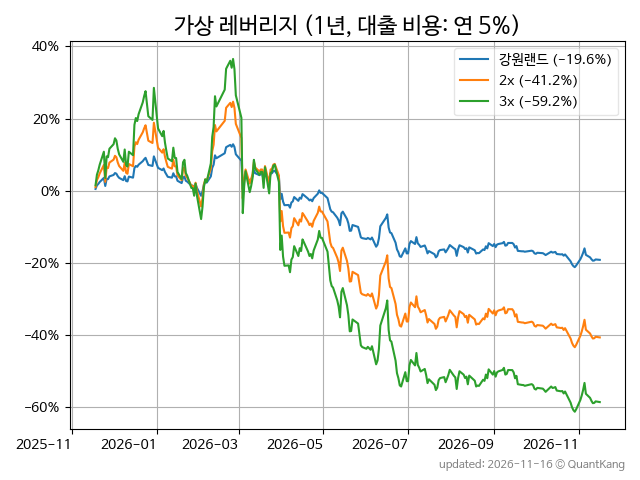 가상 레버리지 (1년, 대출 비용: 연 5%)
강원랜드 (-19.6%)
2x (-41.2%)
3x (-59.2%)
40%
20%
0%
-20%
-40%
-60%
2025-11 2026-01 2026-03 2026-05 2026-07 2026-09 2026-11
updated: 2026-11-16 © QuantKang